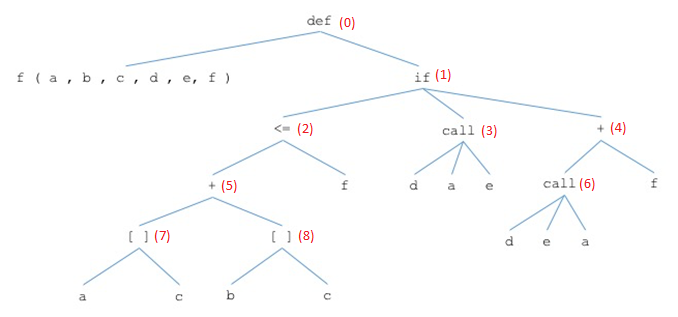 def (0)
f ( a , b , c , d , e, f )
if (1)
<= (2)
call (3)
+ (4)
+ (5)
f
d
a
e
call (6)
f
[ ] (7)
[ ] (8)
d
e
a
a
c
b
c